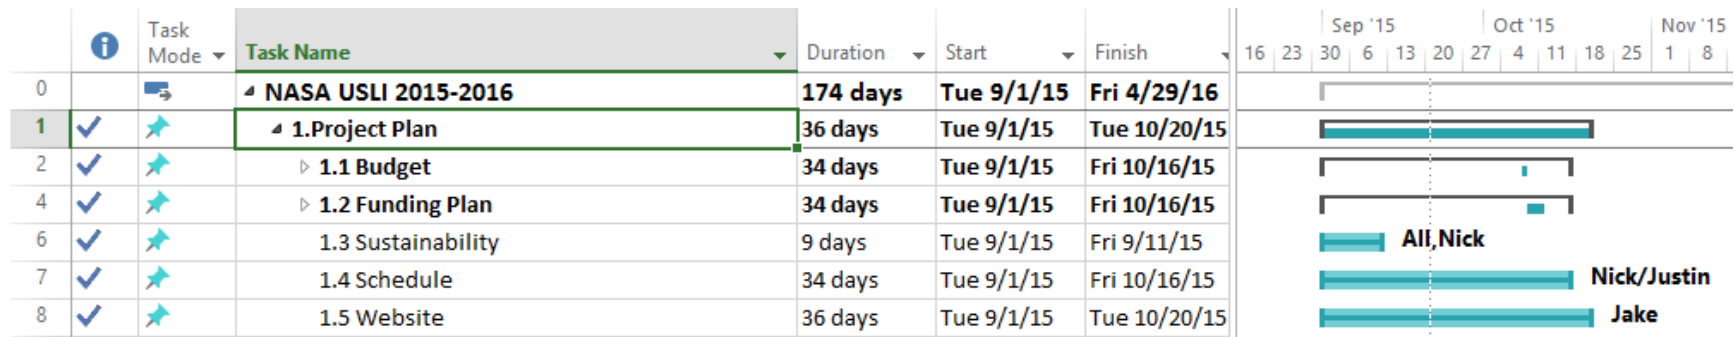 Task Mode Task Name Duration Start Finish Sep '15 Oct '15 Nov '15
16 23 30 6 13 20 27 4 11 18 25 1 8
0 NASA USLI 2015-2016 174 days Tue 9/1/15 Fri 4/29/16
1 1.Project Plan 36 days Tue 9/1/15 Tue 10/20/15
2 1.1 Budget 34 days Tue 9/1/15 Fri 10/16/15
4 1.2 Funding Plan 34 days Tue 9/1/15 Fri 10/16/15
6 1.3 Sustainability 9 days Tue 9/1/15 Fri 9/11/15 All,Nick
7 1.4 Schedule 34 days Tue 9/1/15 Fri 10/16/15 Nick/Justin
8 1.5 Website 36 days Tue 9/1/15 Tue 10/20/15 Jake